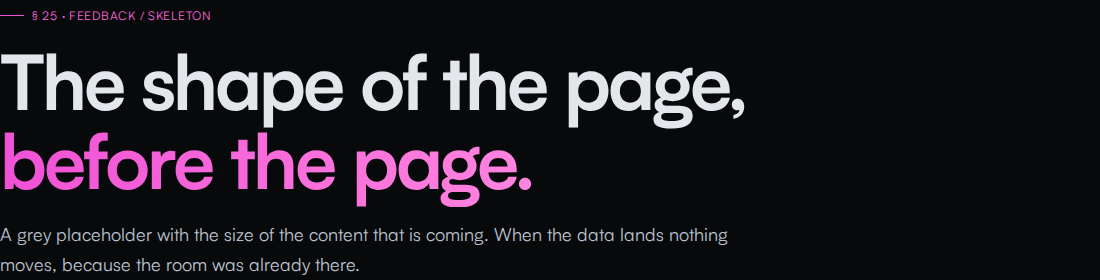 § 25 · FEEDBACK / SKELETON
The shape of the page,
before the page.
A grey placeholder with the size of the content that is coming. When the data lands nothing
moves, because the room was already there.